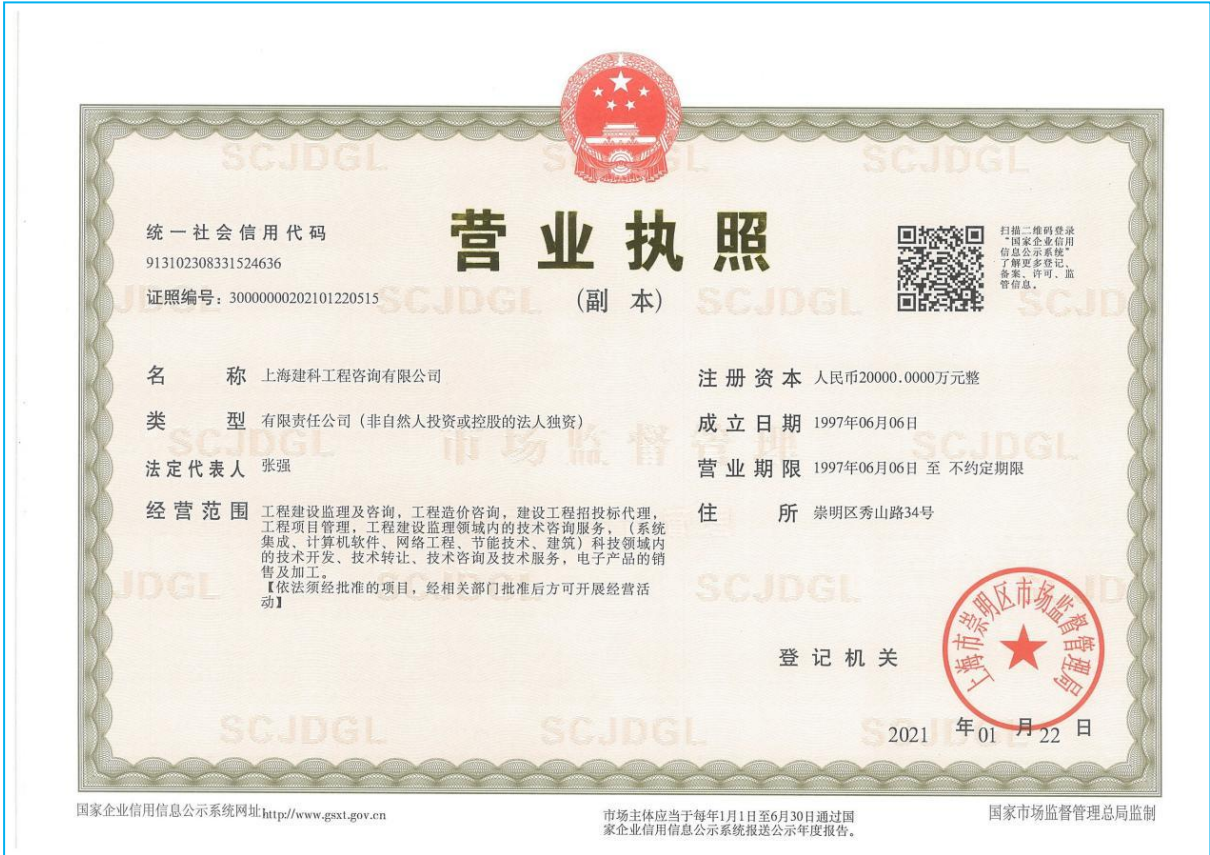 营业执照
(副 本)
统一社会信用代码
913102308331524636
证照编号：30000000202101220515
扫描二维码登录
“国家企业信用
信息公示系统”
了解更多登记、
备案、许可、监
管信息。
名 称 上海建科工程咨询有限公司
类 型 有限责任公司（非自然人投资或控股的法人独资）
法定代表人 张强
经营范围 工程建设监理及咨询，工程造价咨询，建设工程招投标代理，
工程项目管理，工程建设监理领域内的技术咨询服务，（系统
集成、计算机软件、网络工程、节能技术、建筑）科技领域内
的技术开发、技术转让、技术咨询及技术服务，电子产品的销
售及加工。
【依法须经批准的项目，经相关部门批准后方可开展经营活
动】
注册资本 人民币20000.0000万元整
成立日期 1997年06月06日
营业期限 1997年06月06日 至 不约定期限
住 所 崇明区秀山路34号
登记机关
上海市崇明区市场监督管理局
2021 年 01 月 22 日
SCJDGL
市场监督管理
国家企业信用信息公示系统网址http://www.gsxt.gov.cn
市场主体应当于每年1月1日至6月30日通过国
家企业信用信息公示系统报送公示年度报告。
国家市场监督管理总局监制